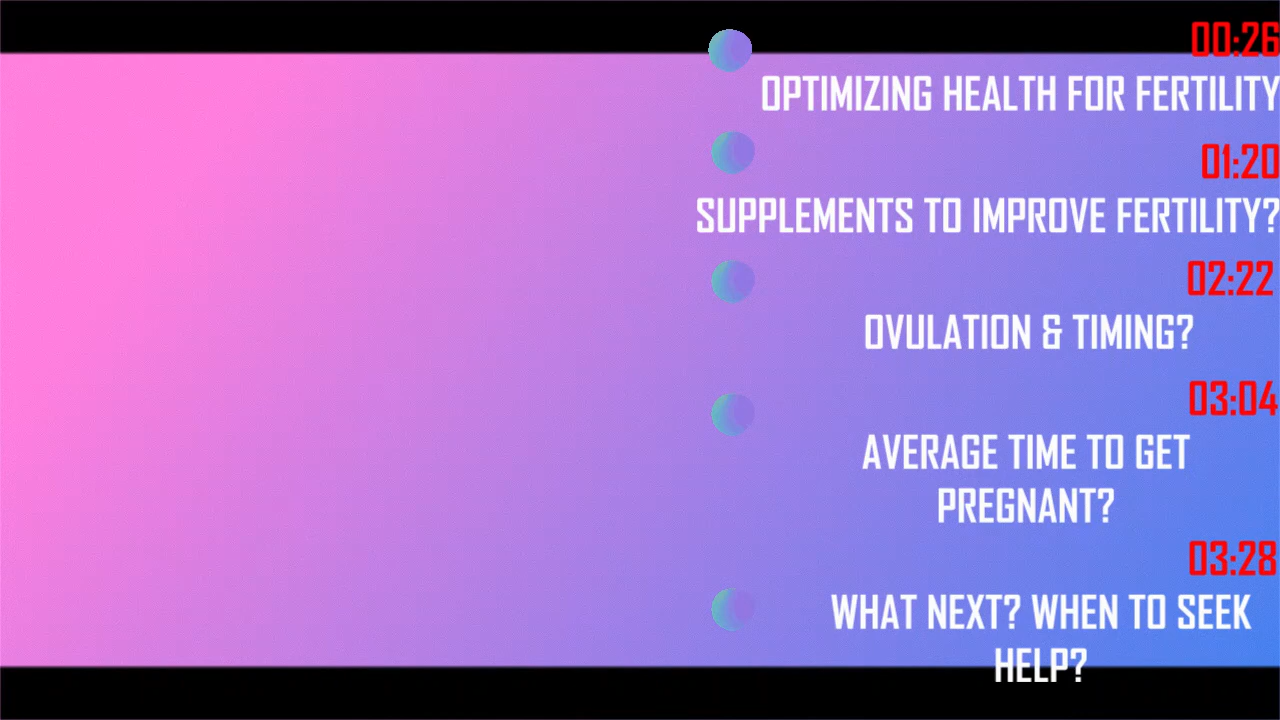 00:26
OPTIMIZING HEALTH FOR FERTILITY
01:20
SUPPLEMENTS TO IMPROVE FERTILITY?
02:22
OVULATION & TIMING?
03:04
AVERAGE TIME TO GET
PREGNANT?
03:28
WHAT NEXT? WHEN TO SEEK
HELP?